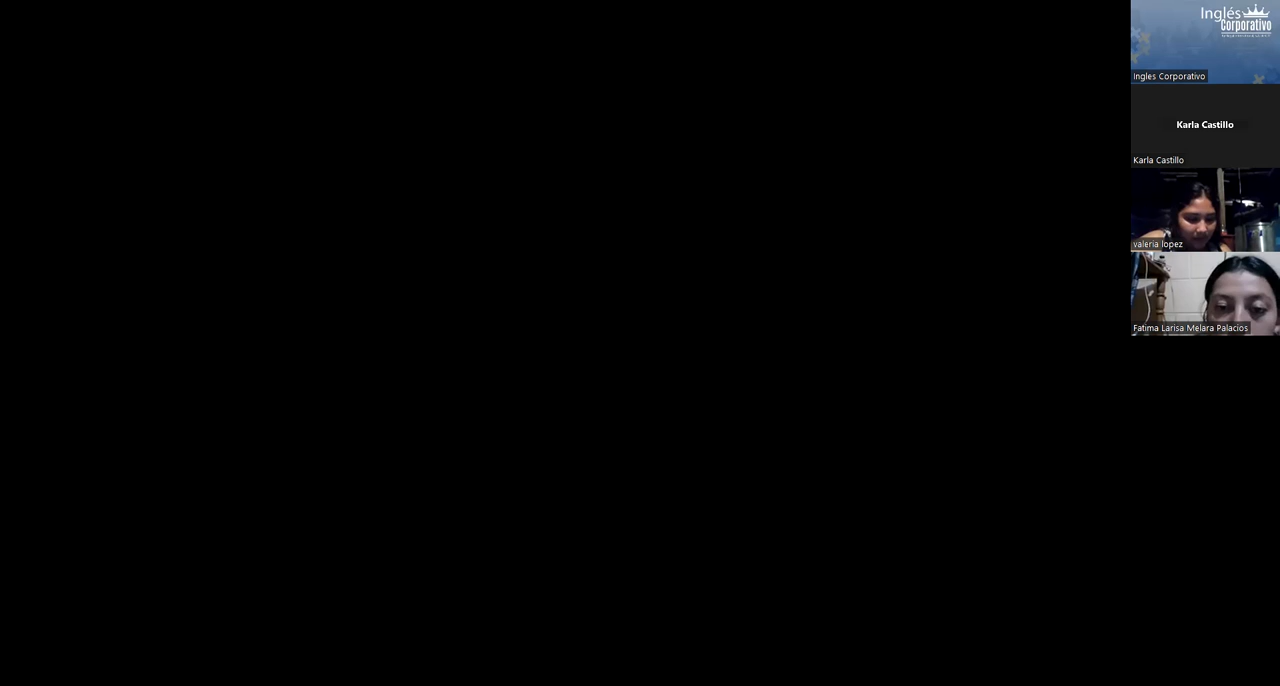 Inglés
Corporativo
Ingles Corporativo
Karla Castillo
Karla Castillo
valeria lopez
Fatima Larisa Melara Palacios